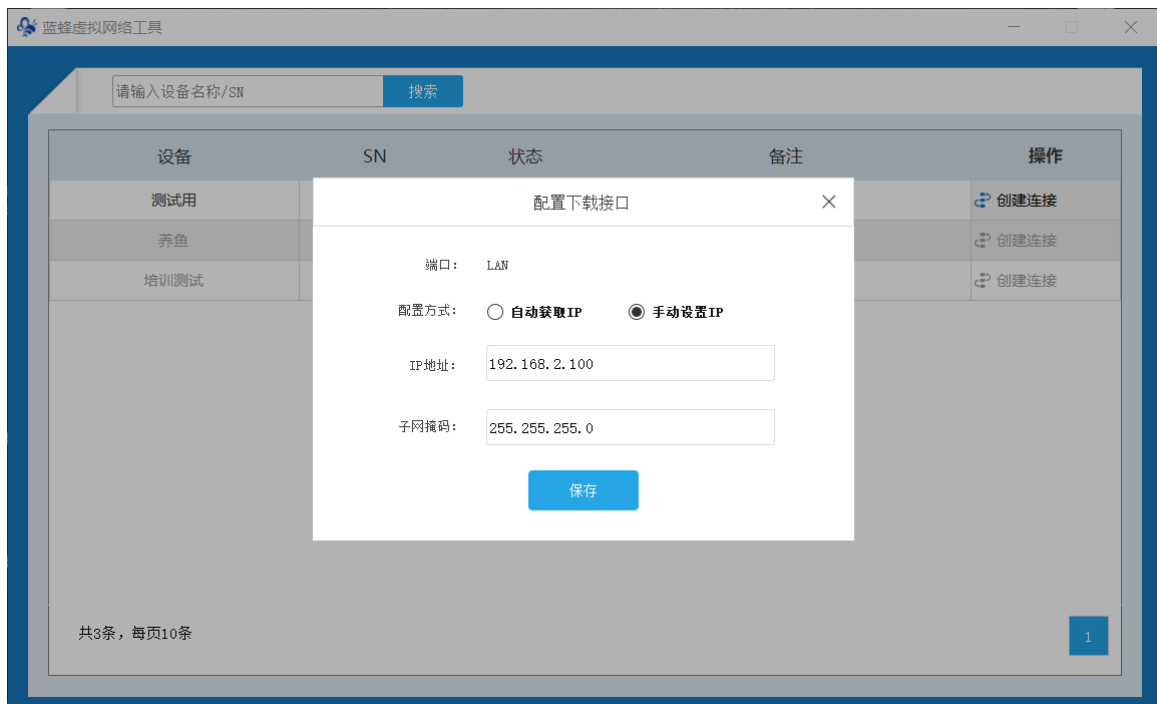 蓝蜂虚拟网络工具
请输入设备名称/SN 搜索
设备 SN 状态 备注 操作
测试用 创建连接
养鱼 创建连接
培训测试 创建连接
配置下载接口
端口： LAN
配置方式： 自动获取IP 手动设置IP
IP地址： 192.168.2.100
子网掩码： 255.255.255.0
保存
共3条，每页10条 1